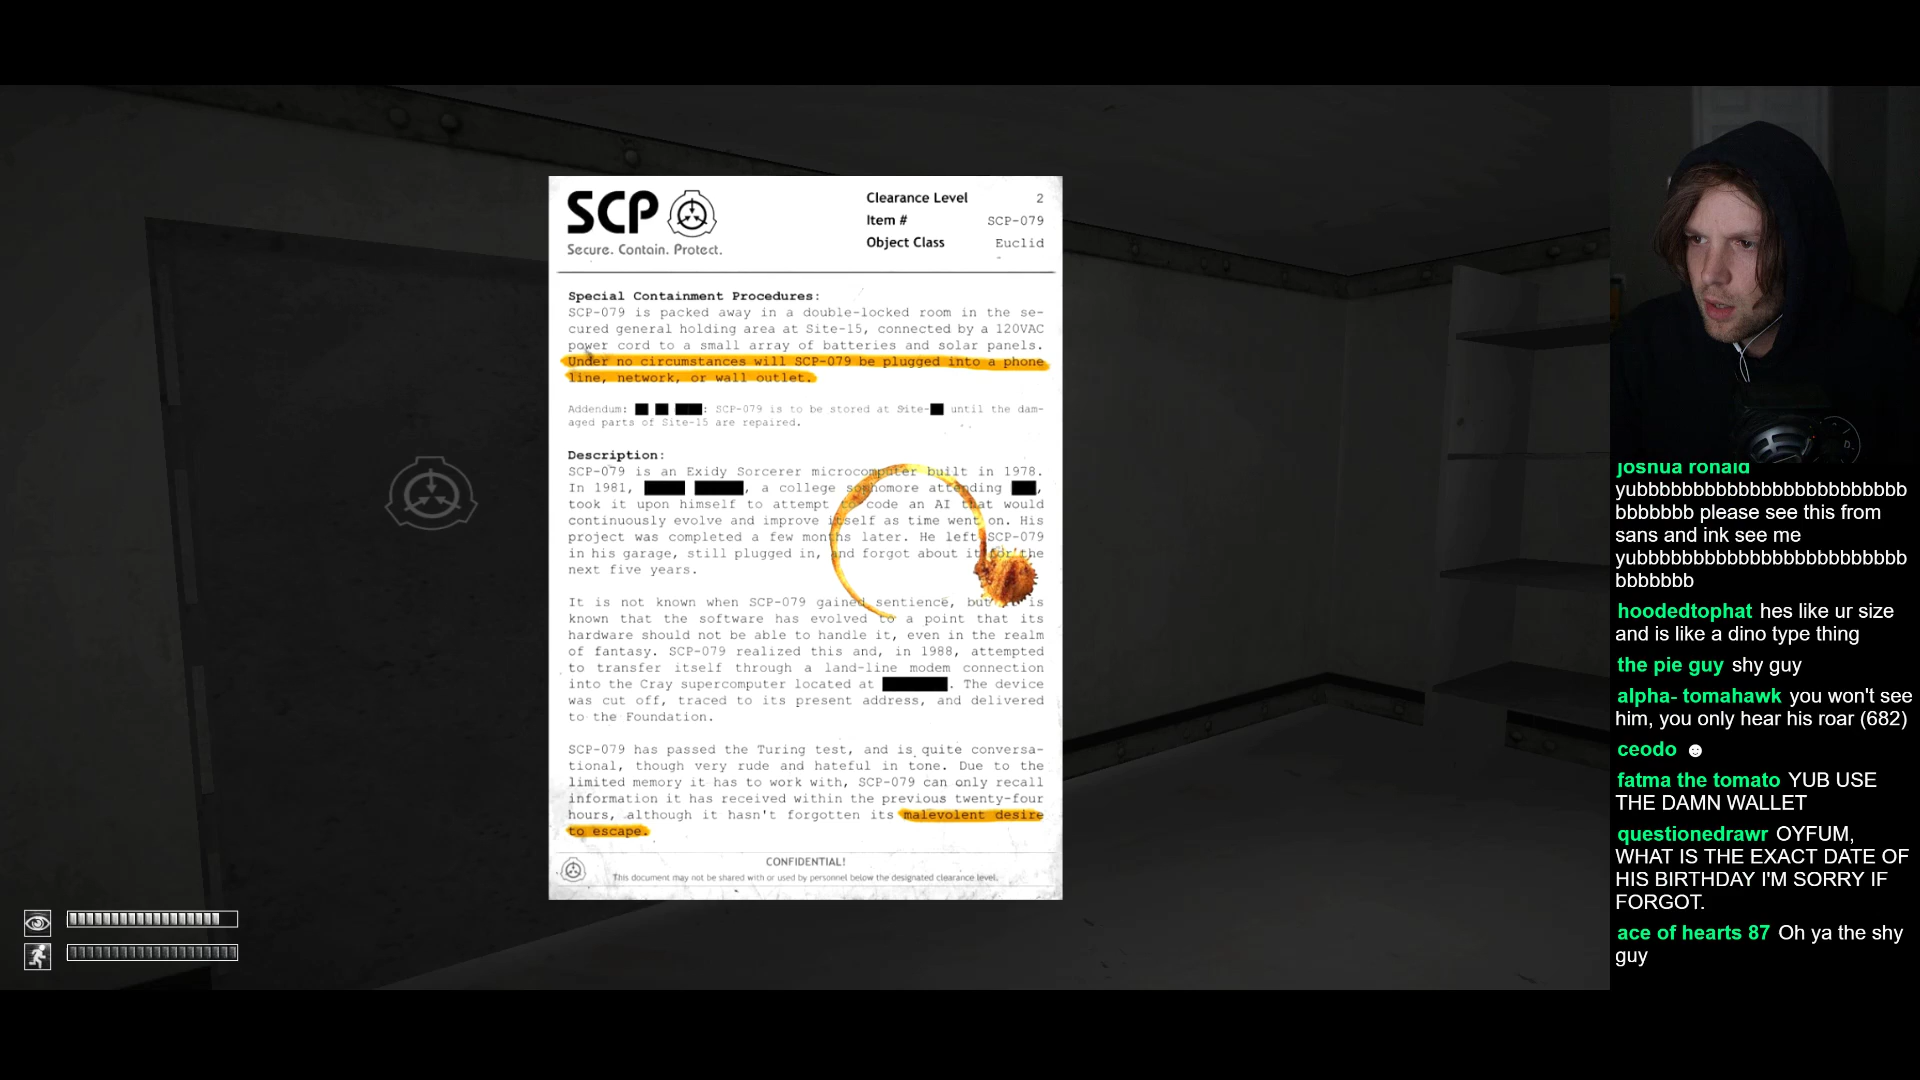 SCP
Secure. Contain. Protect.
Clearance Level 2
Item # SCP-079
Object Class Euclid
Special Containment Procedures:
SCP-079 is packed away in a double-locked room in the se-
cured general holding area at Site-15, connected by a 120VAC
power cord to a small array of batteries and solar panels.
Under no circumstances will SCP-079 be plugged into a phone
line, network, or wall outlet.
Addendum: : SCP-079 is to be stored at Site- until the dam-
aged parts of Site-15 are repaired.
Description:
SCP-079 is an Exidy Sorcerer microcomputer built in 1978.
In 1981, , a college sophomore attending ,
took it upon himself to attempt to code an AI that would
continuously evolve and improve itself as time went on. His
project was completed a few months later. He left SCP-079
in his garage, still plugged in, and forgot about it for the
next five years.
It is not known when SCP-079 gained sentience, but it is
known that the software has evolved to a point that its
hardware should not be able to handle it, even in the realm
of fantasy. SCP-079 realized this and, in 1988, attempted
to transfer itself through a land-line modem connection
into the Cray supercomputer located at . The device
was cut off, traced to its present address, and delivered
to the Foundation.
SCP-079 has passed the Turing test, and is quite conversa-
tional, though very rude and hateful in tone. Due to the
limited memory it has to work with, SCP-079 can only recall
information it has received within the previous twenty-four
hours, although it hasn't forgotten its malevolent desire
to escape.
CONFIDENTIAL!
This document may not be shared with or used by personnel below the designated clearance level.
joshua ronald
yubbbbbbbbbbbbbbbbbbbbbbbb
bbbbbbb please see this from
sans and ink see me
yubbbbbbbbbbbbbbbbbbbbbbbb
bbbbbbb
hoodedtophat hes like ur size
and is like a dino type thing
the pie guy shy guy
alpha- tomahawk you won't see
him, you only hear his roar (682)
ceodo ☻
fatma the tomato YUB USE
THE DAMN WALLET
questionedrawr OYFUM,
WHAT IS THE EXACT DATE OF
HIS BIRTHDAY I'M SORRY IF
FORGOT.
ace of hearts 87 Oh ya the shy
guy